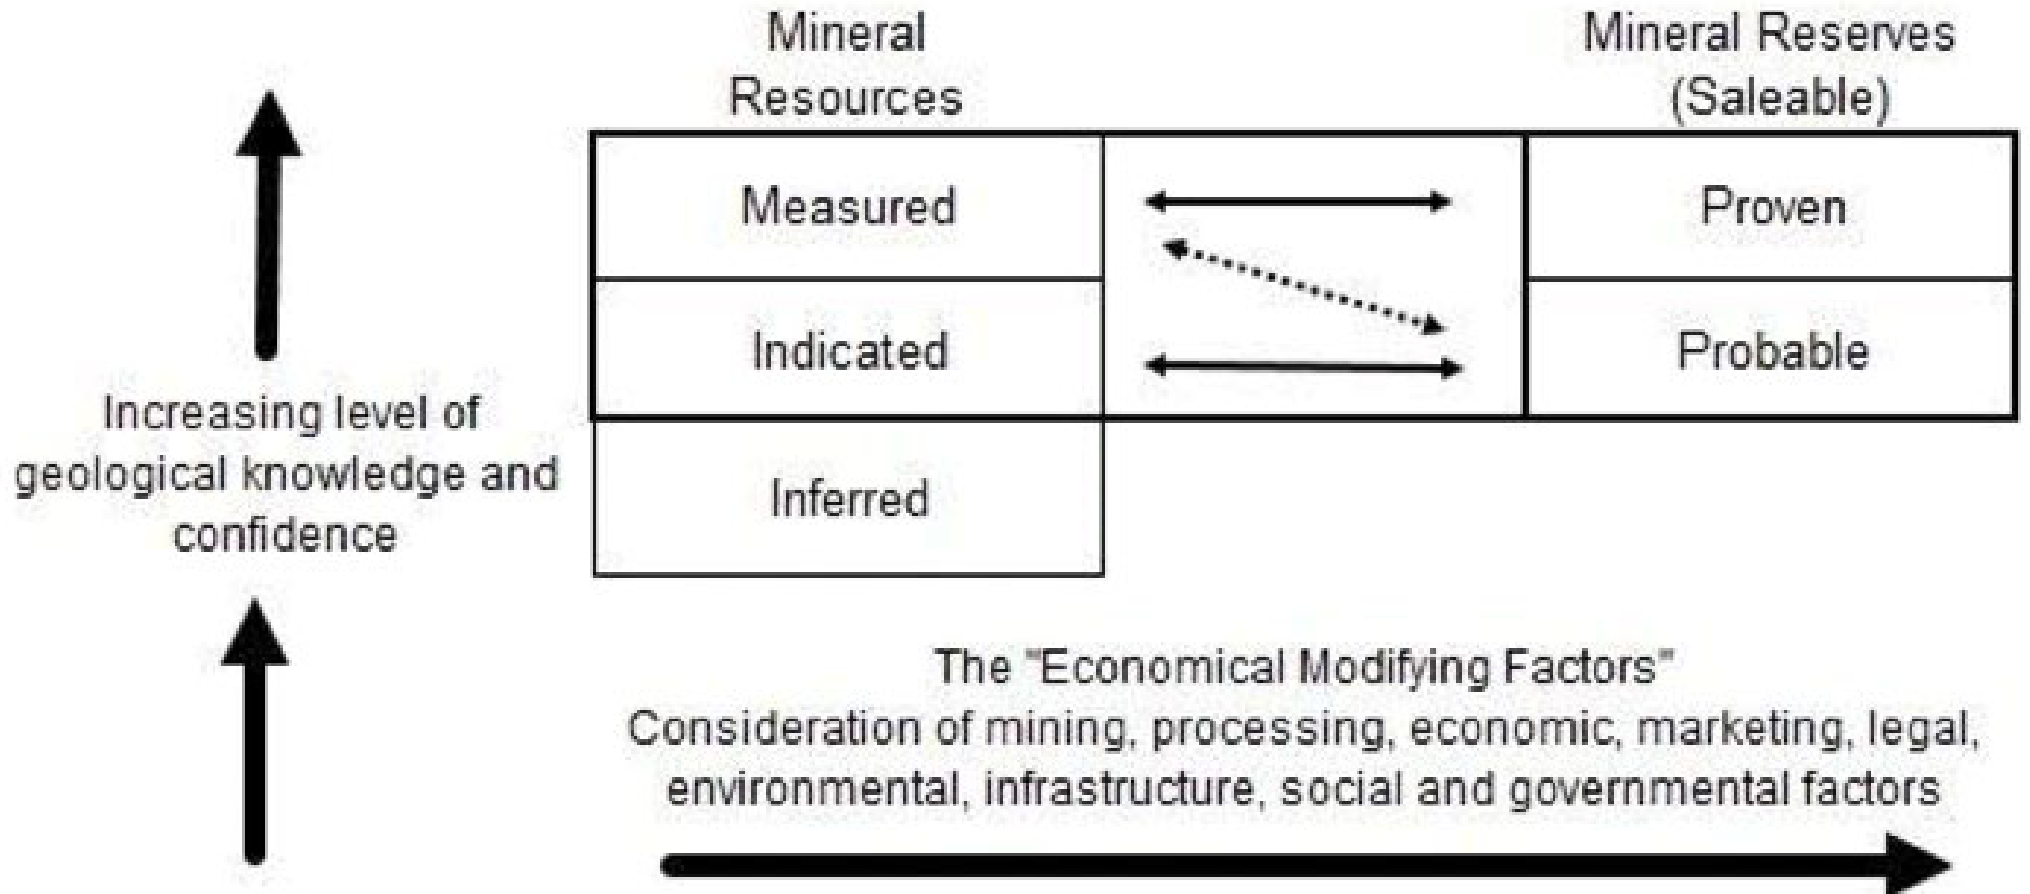 Mineral
Resources
Mineral Reserves
(Saleable)
Measured
Proven
Indicated
Probable
Inferred
Increasing level of
geological knowledge and
confidence
The "Economical Modifying Factors"
Consideration of mining, processing, economic, marketing, legal,
environmental, infrastructure, social and governmental factors